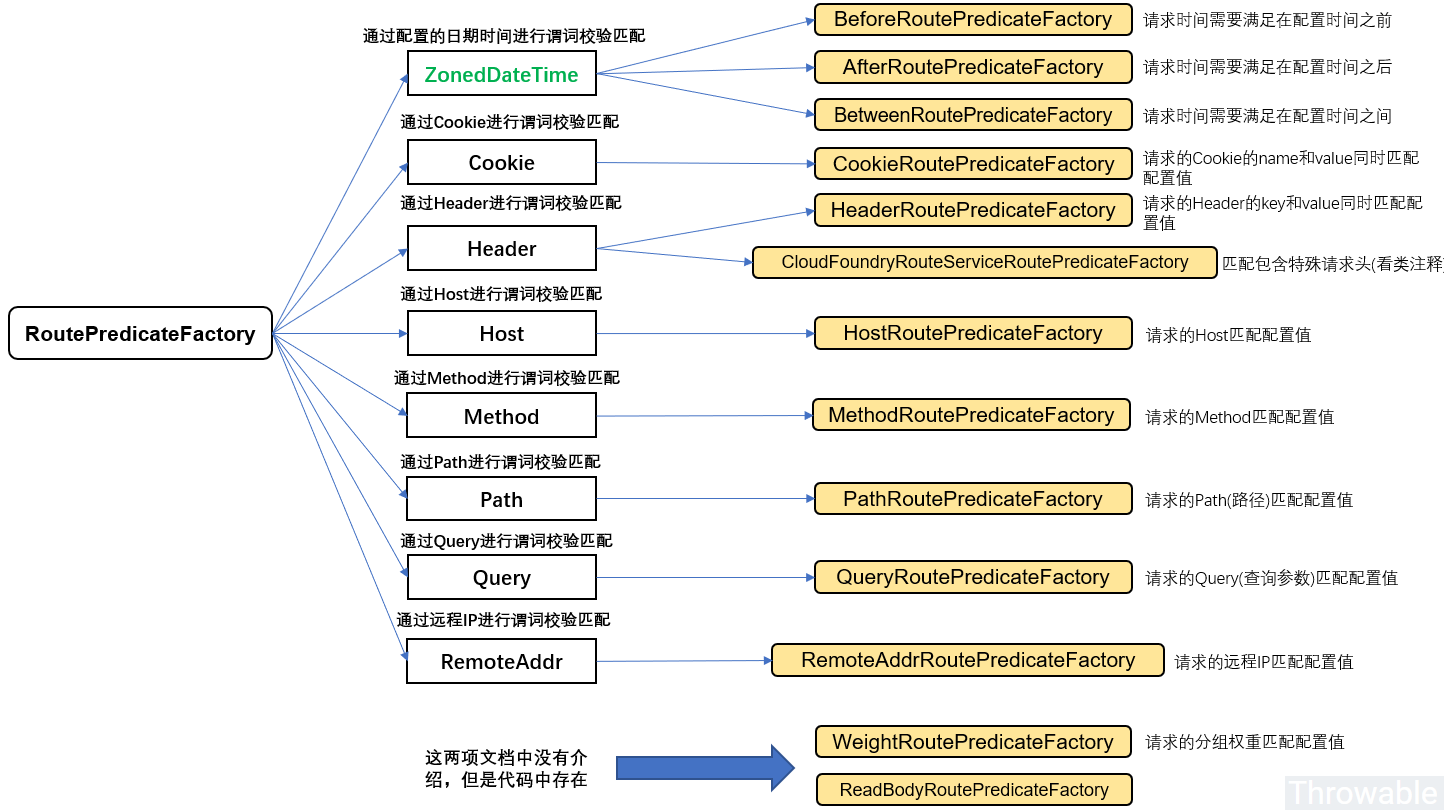 通过配置的日期时间进行谓词校验匹配
ZonedDateTime
BeforeRoutePredicateFactory
请求时间需要满足在配置时间之前
AfterRoutePredicateFactory
请求时间需要满足在配置时间之后
BetweenRoutePredicateFactory
请求时间需要满足在配置时间之间
通过Cookie进行谓词校验匹配
Cookie
CookieRoutePredicateFactory
请求的Cookie的name和value同时匹配
配置值
通过Header进行谓词校验匹配
Header
HeaderRoutePredicateFactory
请求的Header的key和value同时匹配配
置值
CloudFoundryRouteServiceRoutePredicateFactory
匹配包含特殊请求头(看类注释)
RoutePredicateFactory
通过Host进行谓词校验匹配
Host
HostRoutePredicateFactory
请求的Host匹配配置值
通过Method进行谓词校验匹配
Method
MethodRoutePredicateFactory
请求的Method匹配配置值
通过Path进行谓词校验匹配
Path
PathRoutePredicateFactory
请求的Path(路径)匹配配置值
通过Query进行谓词校验匹配
Query
QueryRoutePredicateFactory
请求的Query(查询参数)匹配配置值
通过远程IP进行谓词校验匹配
RemoteAddr
RemoteAddrRoutePredicateFactory
请求的远程IP匹配配置值
这两项文档中没有介
绍，但是代码中存在
WeightRoutePredicateFactory
请求的分组权重匹配配置值
ReadBodyRoutePredicateFactory
Throwable